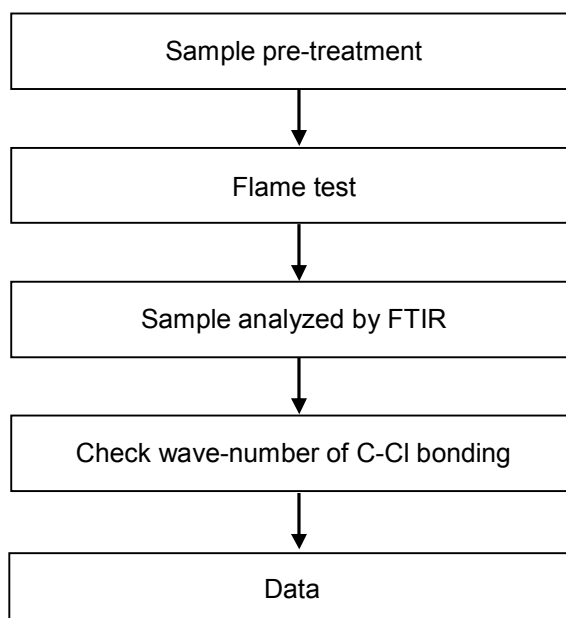 Sample pre-treatment
Flame test
Sample analyzed by FTIR
Check wave-number of C-Cl bonding
Data